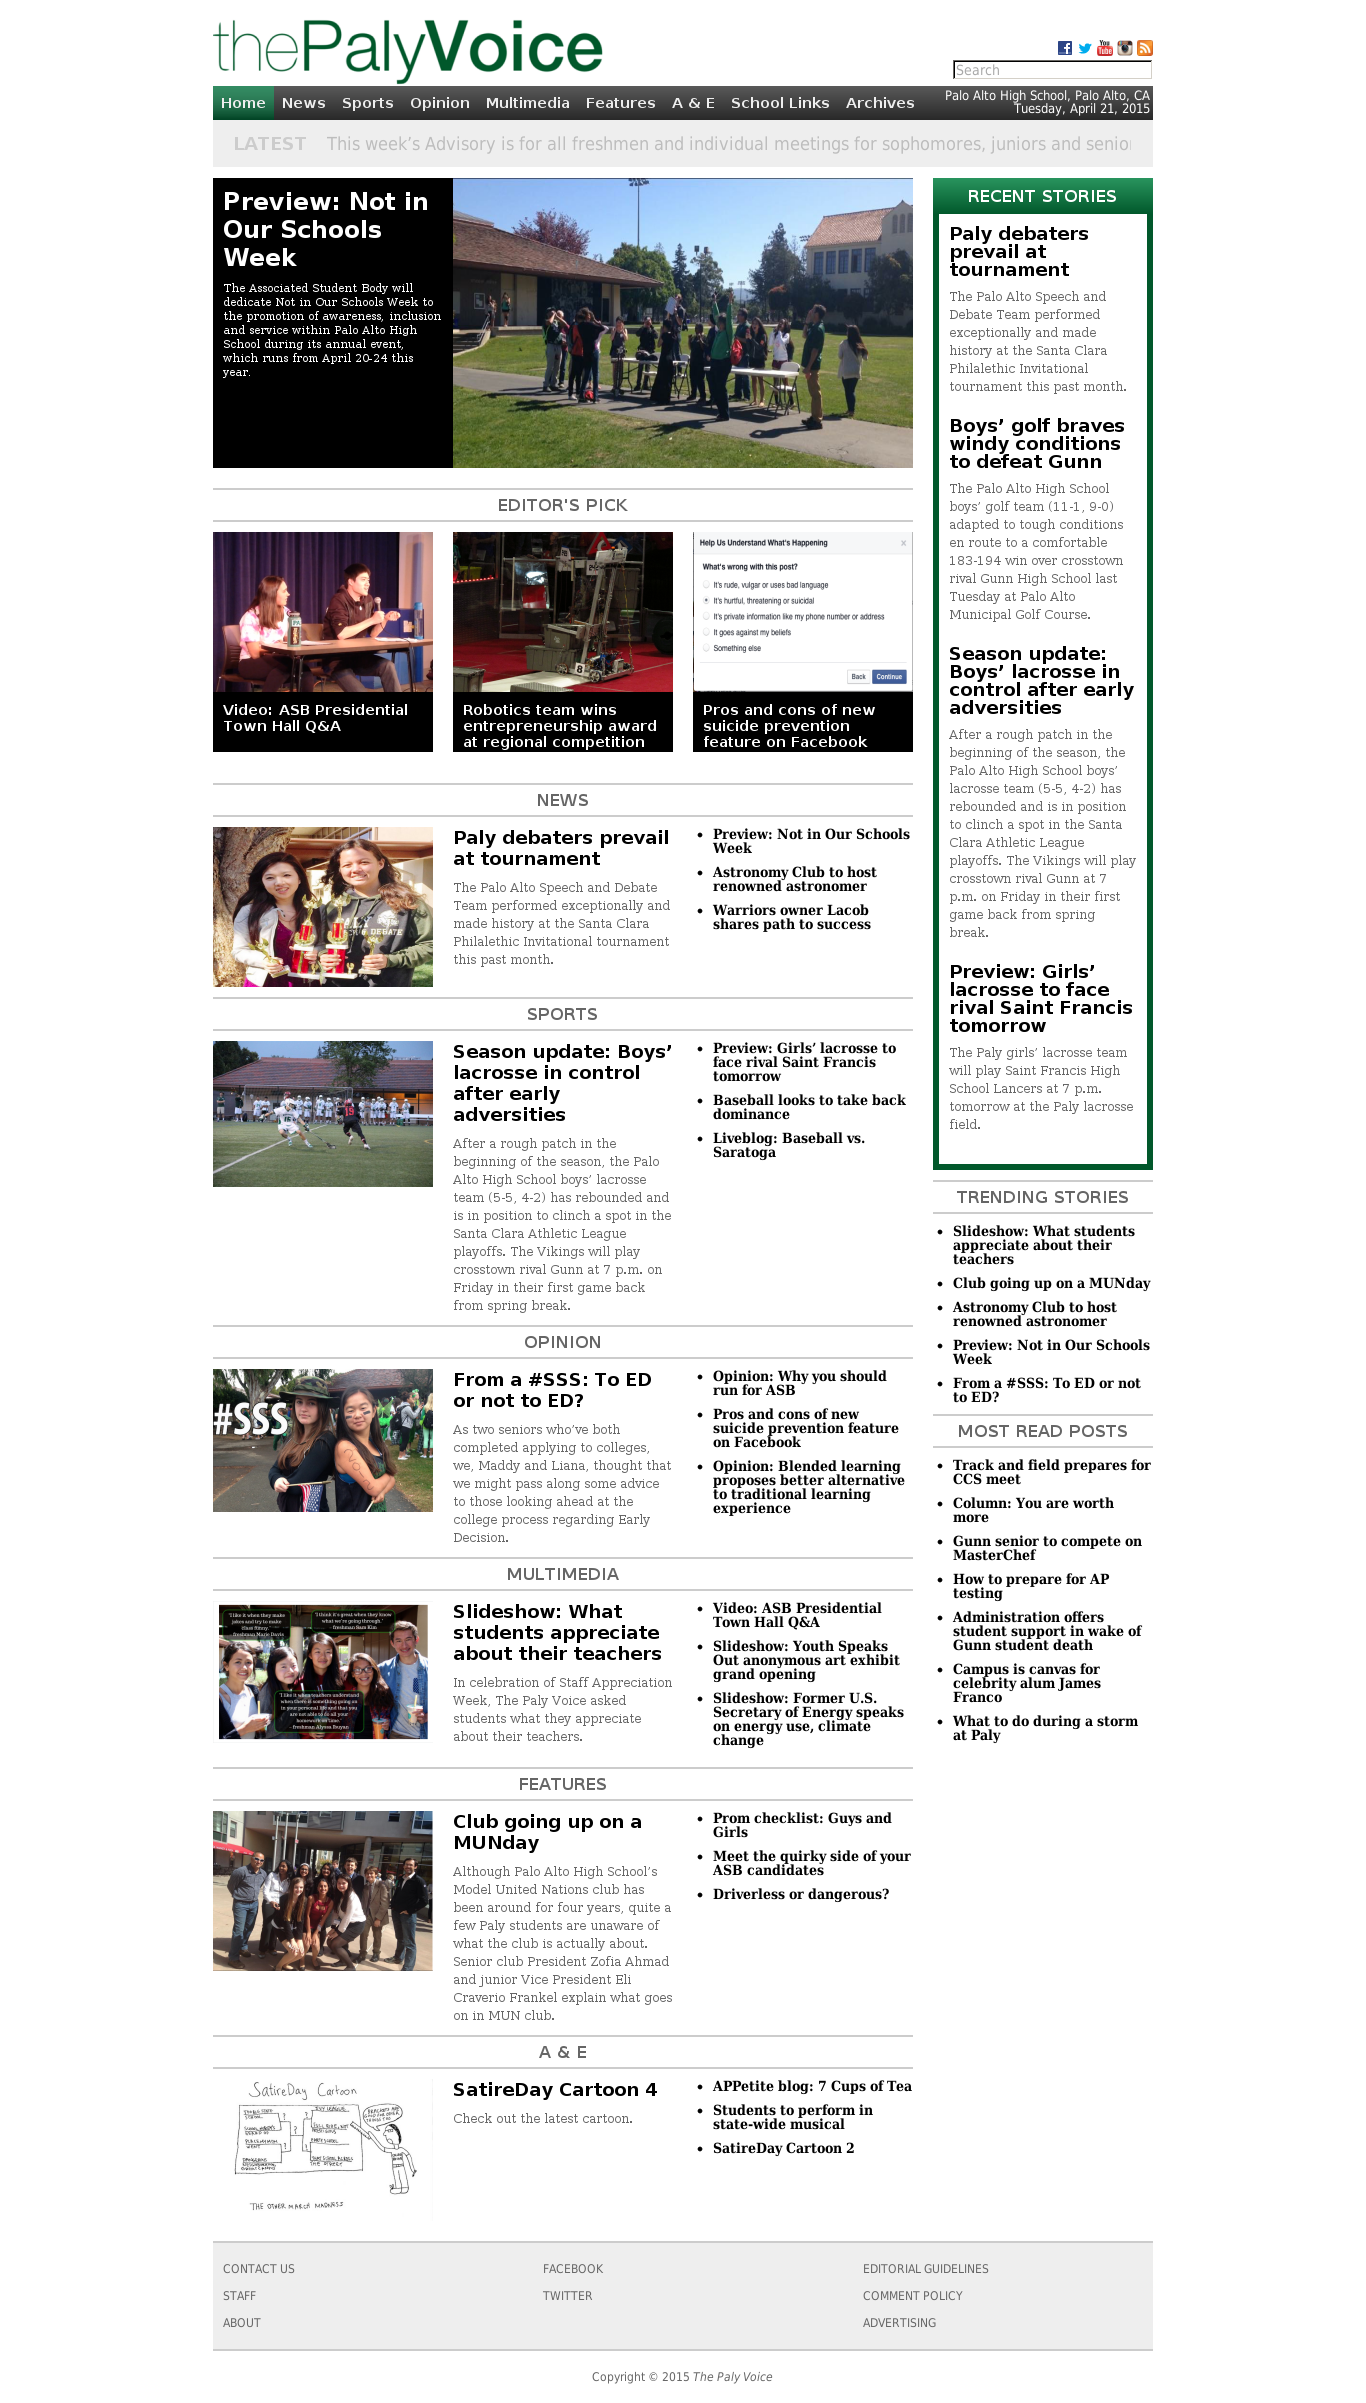 thePalyVoice
Search
Home News Sports Opinion Multimedia Features A & E School Links Archives
Palo Alto High School, Palo Alto, CA
Tuesday, April 21, 2015
LATEST This week’s Advisory is for all freshmen and individual meetings for sophomores, juniors and senio
Preview: Not in
Our Schools
Week
The Associated Student Body will
dedicate Not in Our Schools Week to
the promotion of awareness, inclusion
and service within Palo Alto High
School during its annual event,
which runs from April 20-24 this
year.
EDITOR'S PICK
Video: ASB Presidential
Town Hall Q&A
Robotics team wins
entrepreneurship award
at regional competition
Help Us Understand What's Happening
What's wrong with this post?
It's rude, vulgar or uses bad language
It's hurtful, threatening or suicidal
It's private information like my phone number or address
It goes against my beliefs
Something else
Back Continue
Pros and cons of new
suicide prevention
feature on Facebook
NEWS
Paly debaters prevail
at tournament
The Palo Alto Speech and Debate
Team performed exceptionally and
made history at the Santa Clara
Philalethic Invitational tournament
this past month.
Preview: Not in Our Schools
Week
Astronomy Club to host
renowned astronomer
Warriors owner Lacob
shares path to success
SPORTS
Season update: Boys’
lacrosse in control
after early
adversities
After a rough patch in the
beginning of the season, the Palo
Alto High School boys’ lacrosse
team (5-5, 4-2) has rebounded and
is in position to clinch a spot in the
Santa Clara Athletic League
playoffs. The Vikings will play
crosstown rival Gunn at 7 p.m. on
Friday in their first game back
from spring break.
Preview: Girls’ lacrosse to
face rival Saint Francis
tomorrow
Baseball looks to take back
dominance
Liveblog: Baseball vs.
Saratoga
OPINION
#SSS
From a #SSS: To ED
or not to ED?
As two seniors who’ve both
completed applying to colleges,
we, Maddy and Liana, thought that
we might pass along some advice
to those looking ahead at the
college process regarding Early
Decision.
Opinion: Why you should
run for ASB
Pros and cons of new
suicide prevention feature
on Facebook
Opinion: Blended learning
proposes better alternative
to traditional learning
experience
MULTIMEDIA
Slideshow: What
students appreciate
about their teachers
In celebration of Staff Appreciation
Week, The Paly Voice asked
students what they appreciate
about their teachers.
Video: ASB Presidential
Town Hall Q&A
Slideshow: Youth Speaks
Out anonymous art exhibit
grand opening
Slideshow: Former U.S.
Secretary of Energy speaks
on energy use, climate
change
FEATURES
Club going up on a
MUNday
Although Palo Alto High School’s
Model United Nations club has
been around for four years, quite a
few Paly students are unaware of
what the club is actually about.
Senior club President Zofia Ahmad
and junior Vice President Eli
Craverio Frankel explain what goes
on in MUN club.
Prom checklist: Guys and
Girls
Meet the quirky side of your
ASB candidates
Driverless or dangerous?
A & E
SatireDay Cartoon
THE OTHER MARCH MADNESS
SatireDay Cartoon 4
Check out the latest cartoon.
APPetite blog: 7 Cups of Tea
Students to perform in
state-wide musical
SatireDay Cartoon 2
RECENT STORIES
Paly debaters
prevail at
tournament
The Palo Alto Speech and
Debate Team performed
exceptionally and made
history at the Santa Clara
Philalethic Invitational
tournament this past month.
Boys’ golf braves
windy conditions
to defeat Gunn
The Palo Alto High School
boys’ golf team (11-1, 9-0)
adapted to tough conditions
en route to a comfortable
183-194 win over crosstown
rival Gunn High School last
Tuesday at Palo Alto
Municipal Golf Course.
Season update:
Boys’ lacrosse in
control after early
adversities
After a rough patch in the
beginning of the season, the
Palo Alto High School boys’
lacrosse team (5-5, 4-2) has
rebounded and is in position
to clinch a spot in the Santa
Clara Athletic League
playoffs. The Vikings will play
crosstown rival Gunn at 7
p.m. on Friday in their first
game back from spring
break.
Preview: Girls’
lacrosse to face
rival Saint Francis
tomorrow
The Paly girls’ lacrosse team
will play Saint Francis High
School Lancers at 7 p.m.
tomorrow at the Paly lacrosse
field.
TRENDING STORIES
Slideshow: What students
appreciate about their
teachers
Club going up on a MUNday
Astronomy Club to host
renowned astronomer
Preview: Not in Our Schools
Week
From a #SSS: To ED or not
to ED?
MOST READ POSTS
Track and field prepares for
CCS meet
Column: You are worth
more
Gunn senior to compete on
MasterChef
How to prepare for AP
testing
Administration offers
student support in wake of
Gunn student death
Campus is canvas for
celebrity alum James
Franco
What to do during a storm
at Paly
CONTACT US
STAFF
ABOUT
FACEBOOK
TWITTER
EDITORIAL GUIDELINES
COMMENT POLICY
ADVERTISING
Copyright © 2015 The Paly Voice